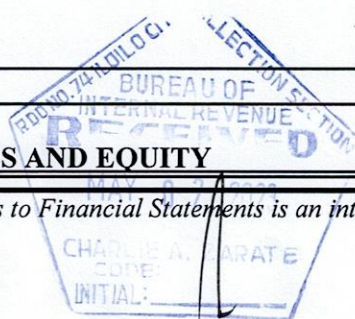 RDO NO. 74 ILOILO CITY COLLECTION SECTION
BUREAU OF
INTERNAL REVENUE
RECEIVED
S AND EQUITY
MAY
s to Financial Statements is an int
CHARLIE A. ZARATE
CODE:
INITIAL: